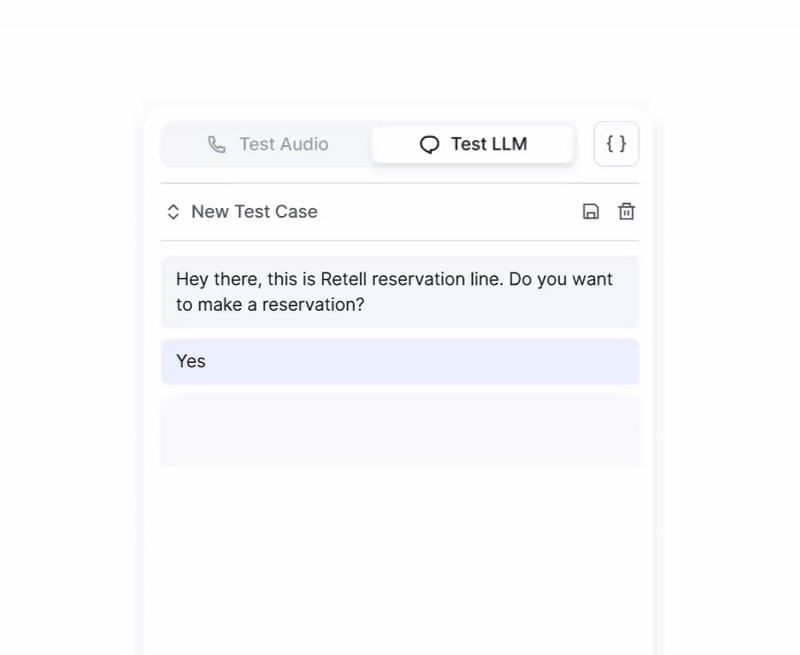 Test Audio
Test LLM
{ }
New Test Case
Hey there, this is Retell reservation line. Do you want
to make a reservation?
Yes